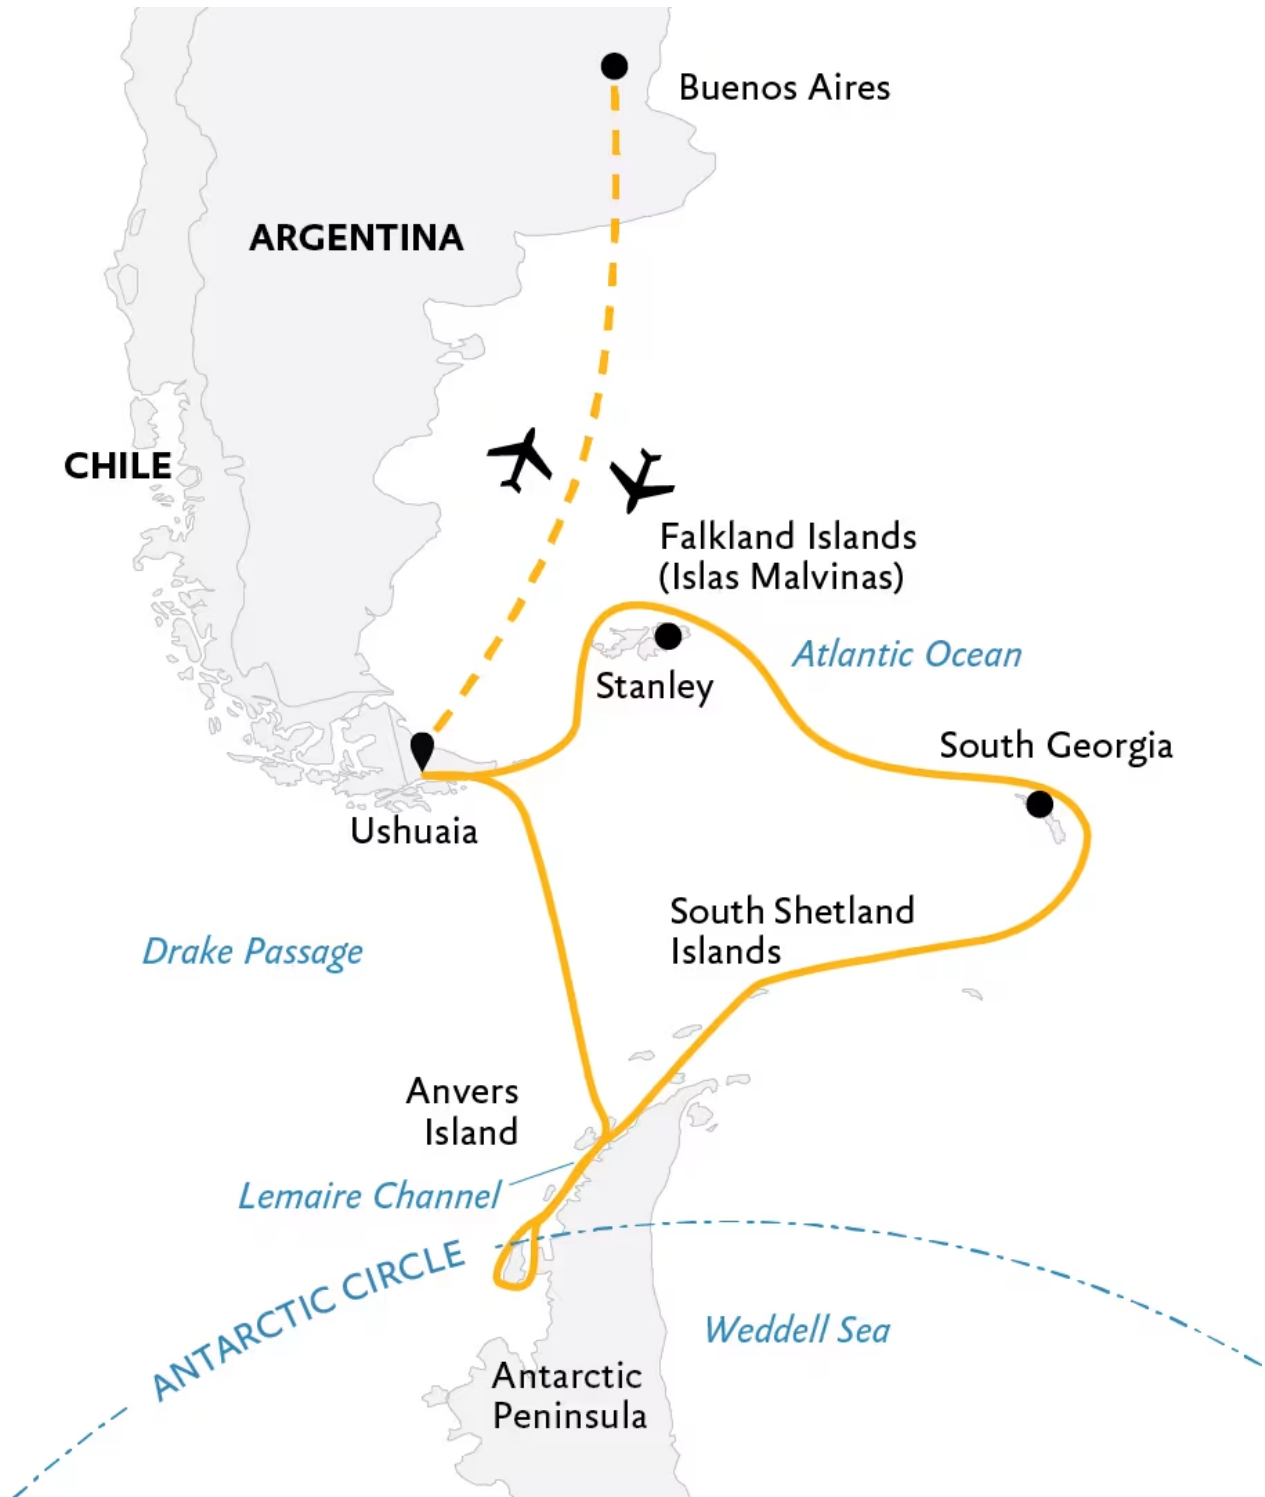 Buenos Aires
ARGENTINA
CHILE
Falkland Islands
(Islas Malvinas)
Atlantic Ocean
Stanley
South Georgia
Ushuaia
South Shetland
Islands
Drake Passage
Anvers
Island
Lemaire Channel
ANTARCTIC CIRCLE
Weddell Sea
Antarctic
Peninsula